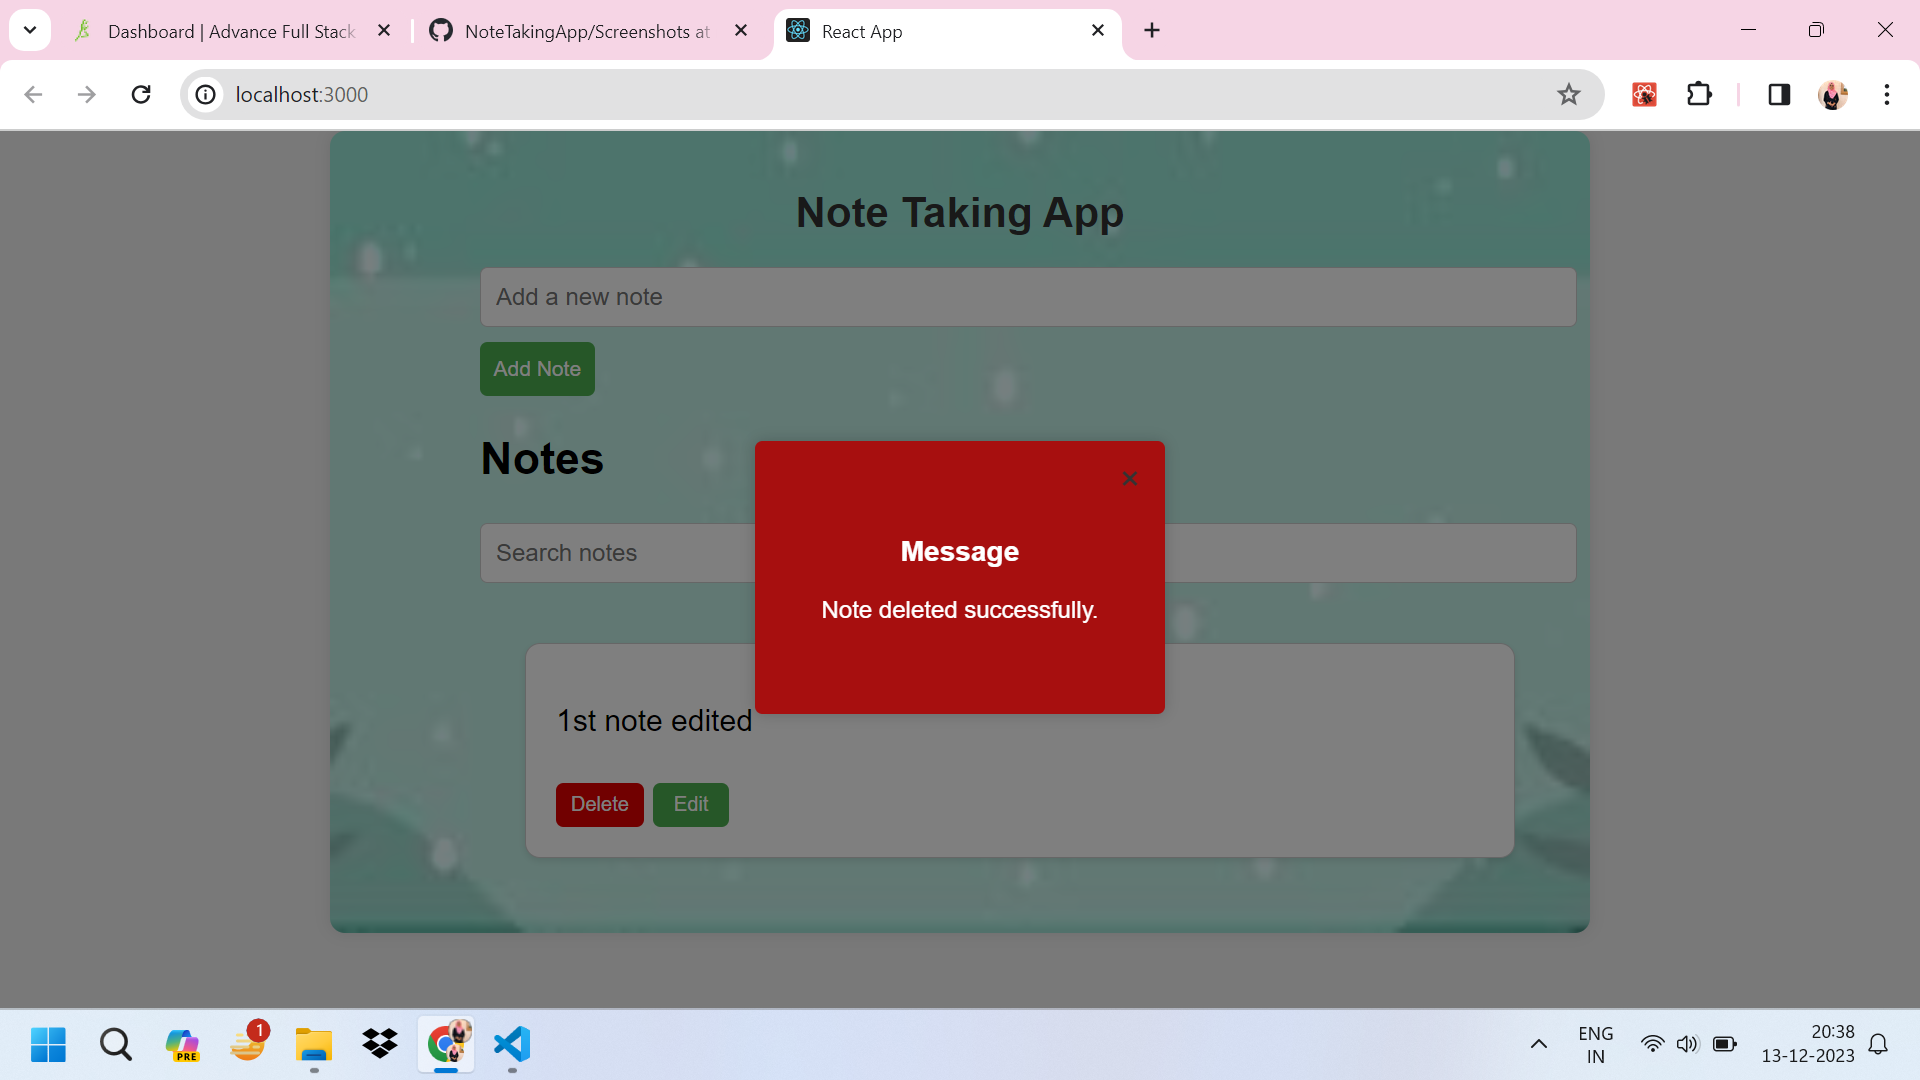 Dashboard | Advance Full Stack
NoteTakingApp/Screenshots at
React App
localhost:3000
Note Taking App
Add a new note
Add Note
Notes
Search notes
Message
Note deleted successfully.
1st note edited
Delete
Edit
PRE
1
ENG
IN
20:38
13-12-2023